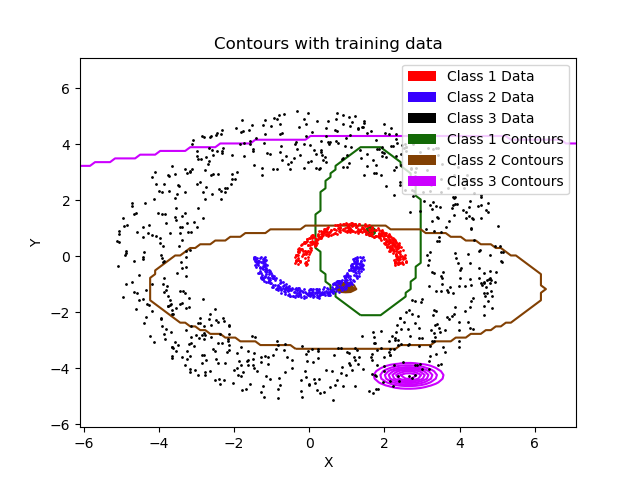 Contours with training data
Class 1 Data
Class 2 Data
Class 3 Data
Class 1 Contours
Class 2 Contours
Class 3 Contours
6
4
2
0
−2
−4
−6
Y
−6 −4 −2 0 2 4 6
X